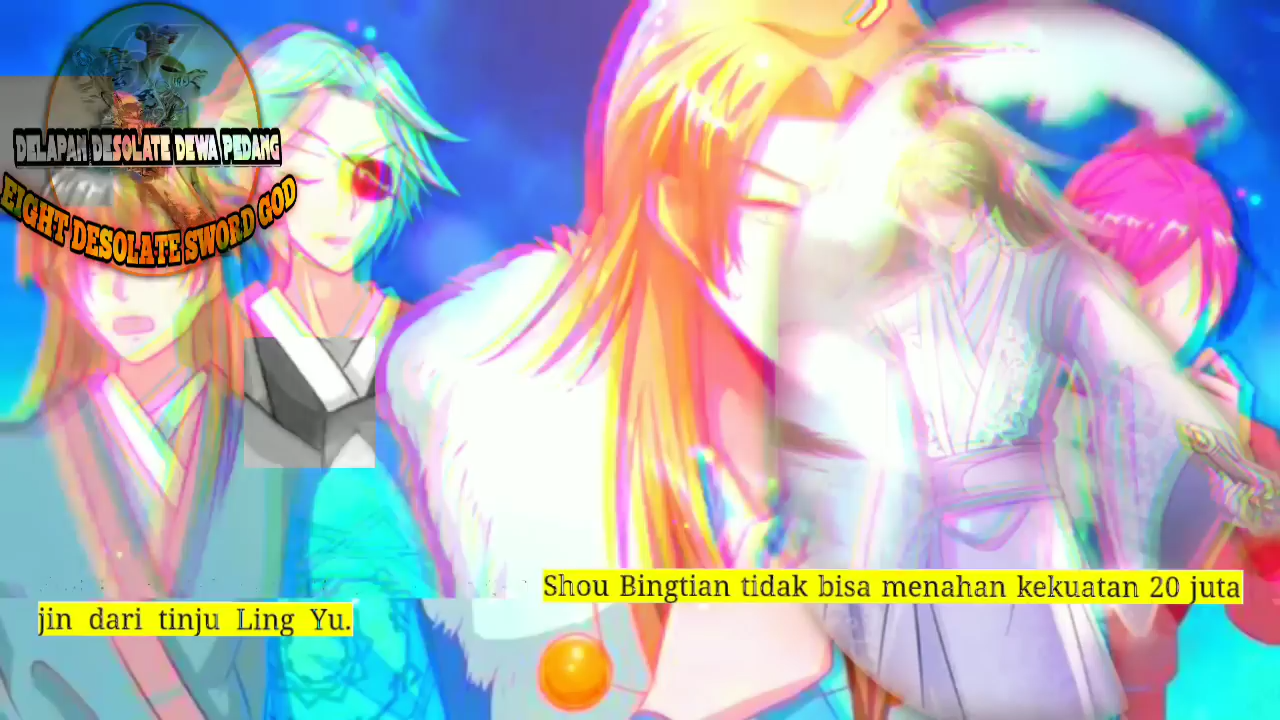 DELAPAN DESOLATE DEWA PEDANG
EIGHT DESOLATE SWORD GOD
Shou Bingtian tidak bisa menahan kekuatan 20 juta
jin dari tinju Ling Yu.